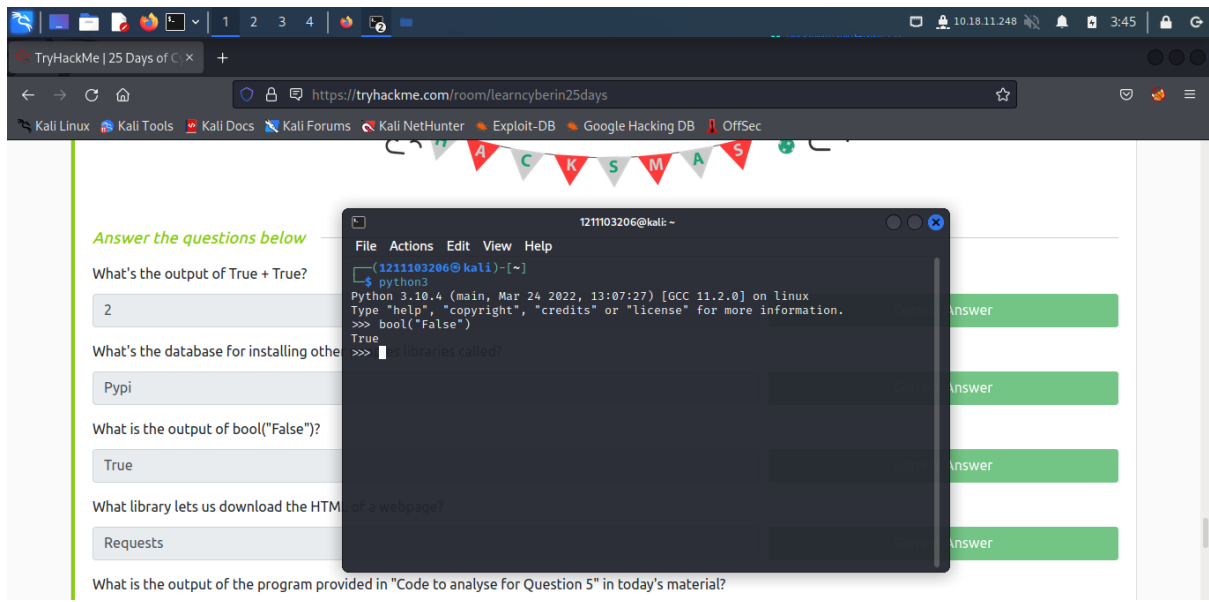 1 2 3 4 10.18.11.248 3:45
TryHackMe | 25 Days of Cy
https://tryhackme.com/room/learncyberin25days
Kali Linux Kali Tools Kali Docs Kali Forums Kali NetHunter Exploit-DB Google Hacking DB OffSec
HACKSMAS
Answer the questions below
What's the output of True + True?
2
Answer
What's the database for installing other peoples libraries called?
Pypi
Answer
What is the output of bool("False")?
True
Answer
What library lets us download the HTML of a webpage?
Requests
Answer
What is the output of the program provided in "Code to analyse for Question 5" in today's material?
1211103206@kali: ~
File Actions Edit View Help
┌──(1211103206㉿kali)-[~]
└─$ python3
Python 3.10.4 (main, Mar 24 2022, 13:07:27) [GCC 11.2.0] on linux
Type "help", "copyright", "credits" or "license" for more information.
>>> bool("False")
True
>>>